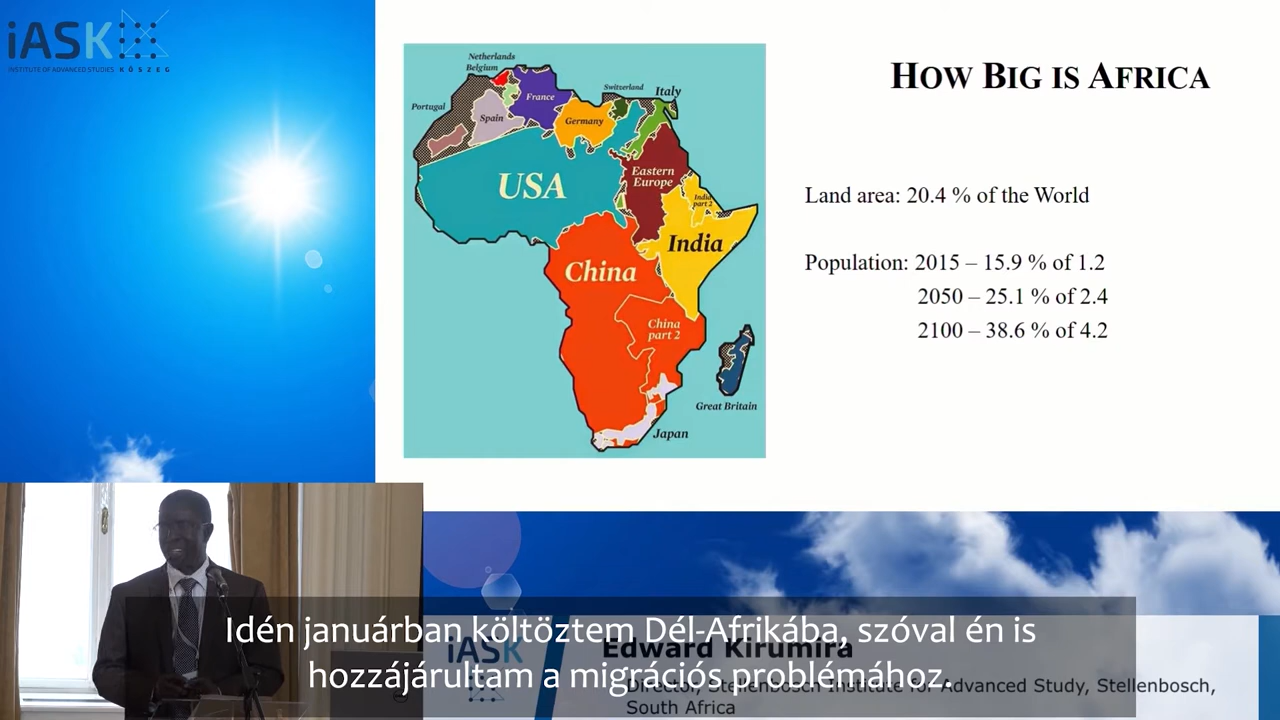 iASK
INSTITUTE OF ADVANCED STUDIES KŐSZEG
HOW BIG IS AFRICA
Netherlands
Belgium
Portugal
Spain
France
Germany
Switzerland
Italy
USA
Eastern
Europe
India
part 2
India
China
China
part 2
Great Britain
Japan
Land area: 20.4 % of the World
Population: 2015 – 15.9 % of 1.2
2050 – 25.1 % of 2.4
2100 – 38.6 % of 4.2
Idén januárban költöztem Dél-Afrikába, szóval én is
hozzájárultam a migrációs problémához.
iASK
Edward Kirumira
Director, Stellenbosch Institute for Advanced Study, Stellenbosch,
South Africa